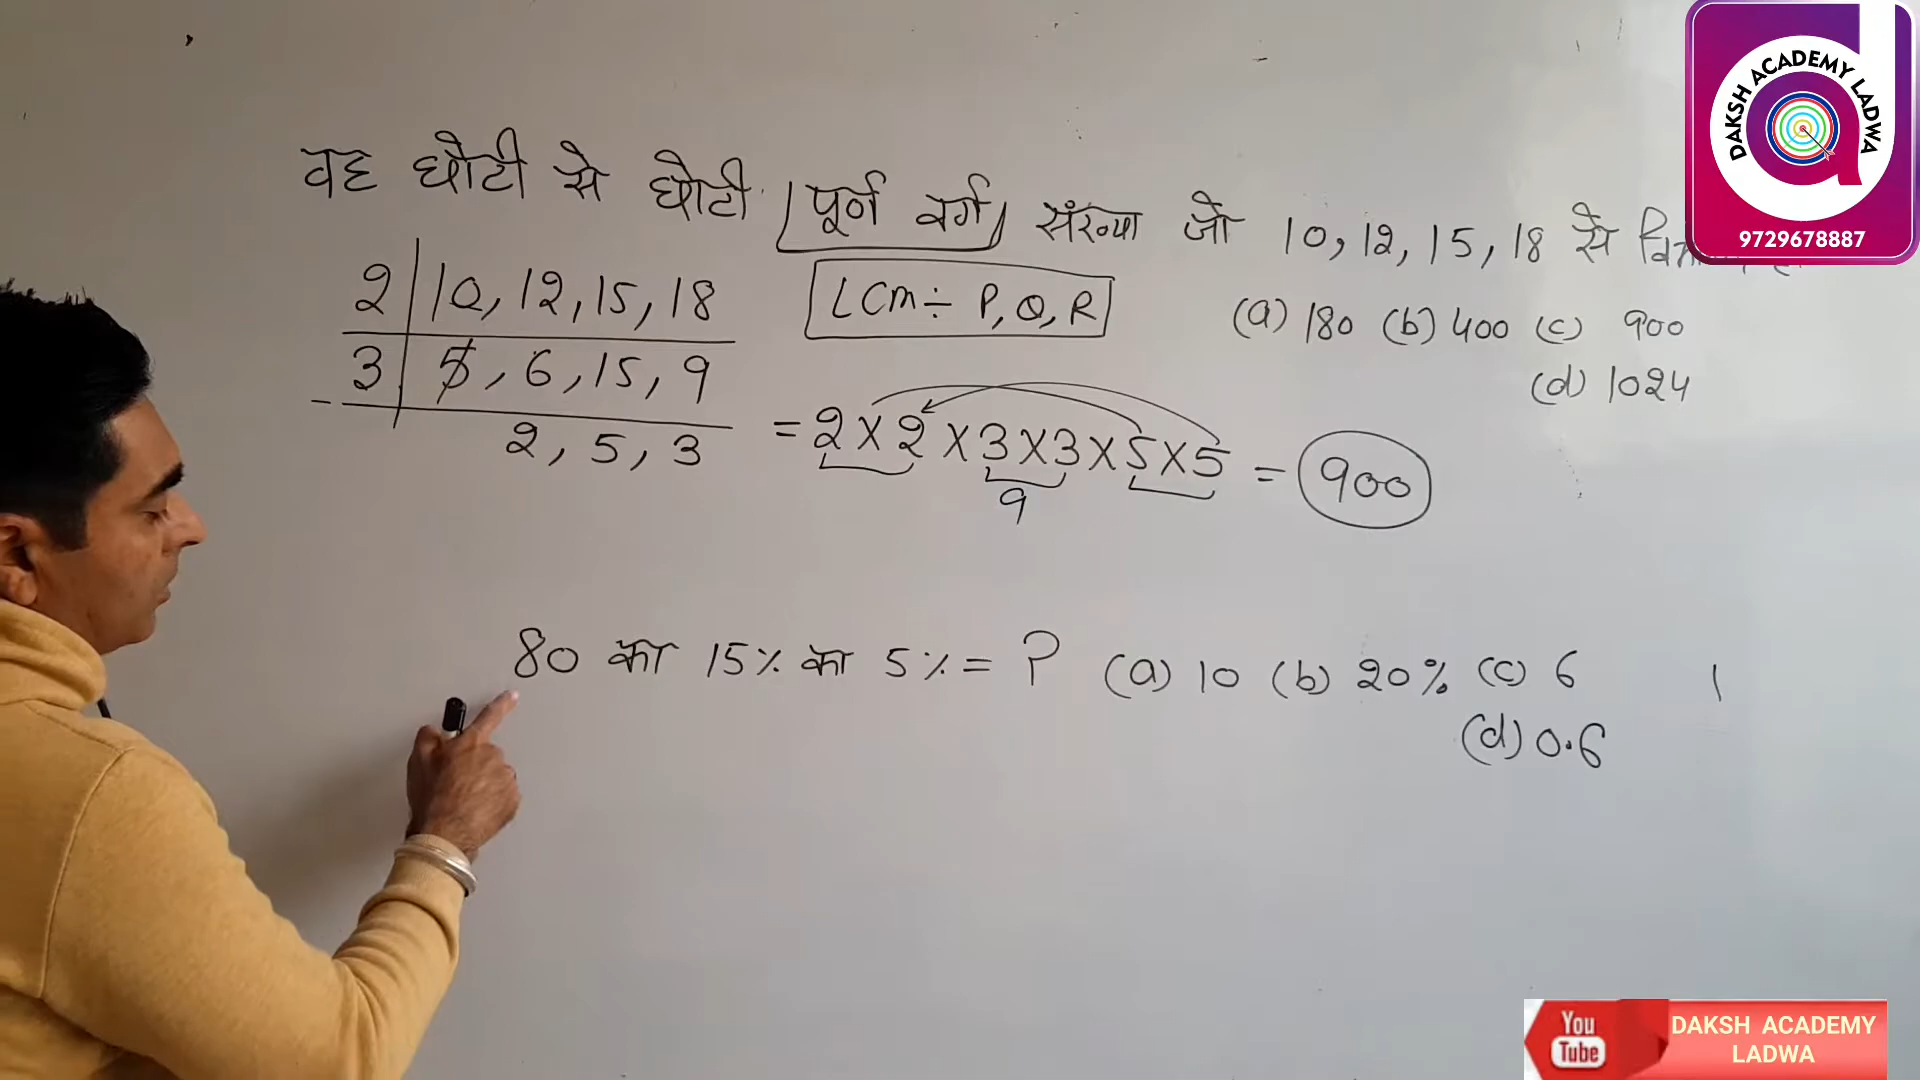 वह छोटी से छोटी पूर्ण वर्ग संख्या जो 10, 12, 15, 18 से
2 | 10, 12, 15, 18
LCM ÷ P, Q, R
(a) 180 (b) 400 (c) 900
3 | 5, 6, 15, 9
(d) 1024
2, 5, 3
= 2 × 2 × 3 × 3 × 5 × 5 = 900
9
80 का 15% का 5% = ? (a) 10 (b) 20% (c) 6
(d) 0.6
DAKSH ACADEMY LADWA
9729678887
You Tube
DAKSH ACADEMY
LADWA